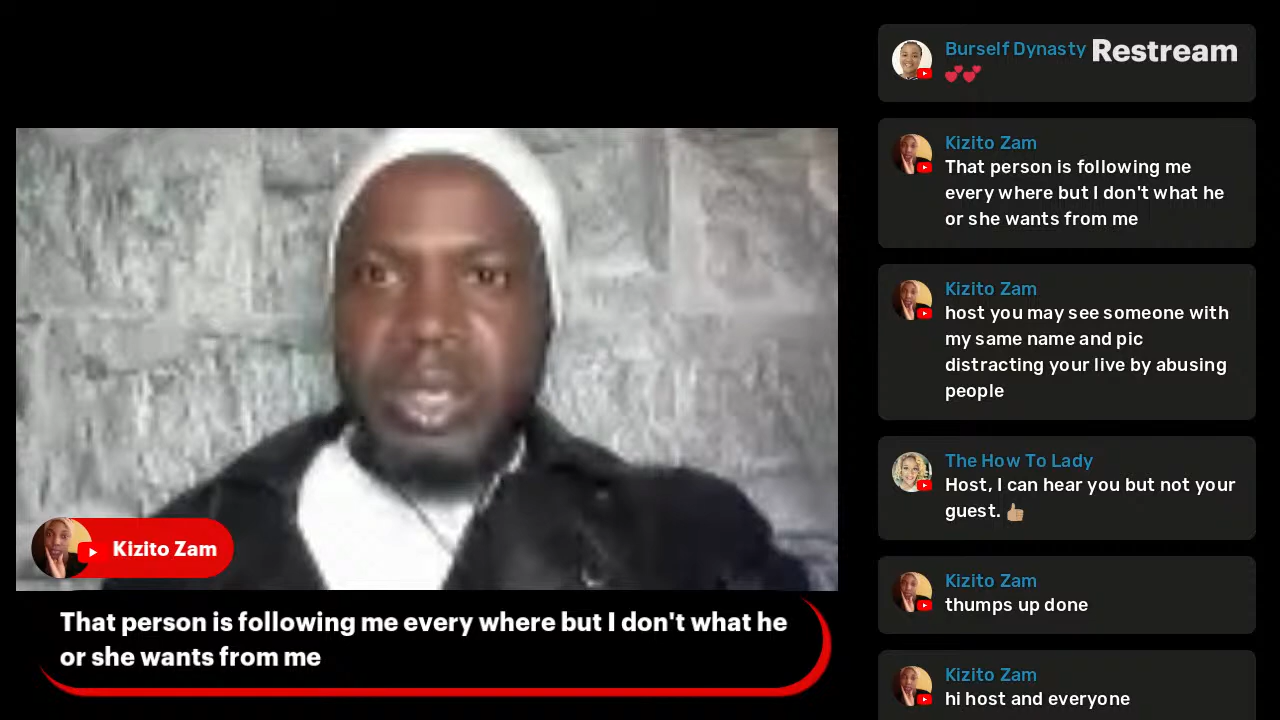 Kizito Zam
That person is following me every where but I don't what he
or she wants from me
Burself Dynasty
Restream
Kizito Zam
That person is following me
every where but I don't what he
or she wants from me
Kizito Zam
host you may see someone with
my same name and pic
distracting your live by abusing
people
The How To Lady
Host, I can hear you but not your
guest.
Kizito Zam
thumps up done
Kizito Zam
hi host and everyone